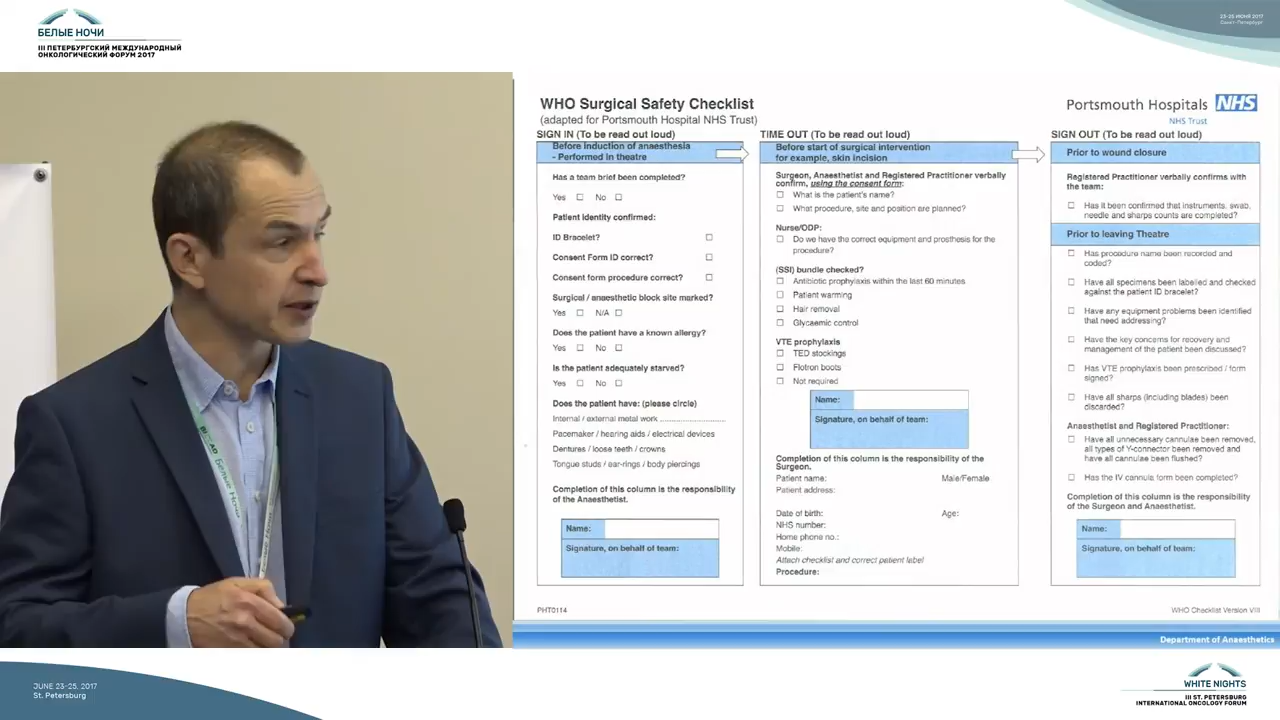 БЕЛЫЕ НОЧИ
III ПЕТЕРБУРГСКИЙ МЕЖДУНАРОДНЫЙ
ОНКОЛОГИЧЕСКИЙ ФОРУМ 2017
23-25 ИЮНЯ 2017
Санкт-Петербург
WHO Surgical Safety Checklist
(adapted for Portsmouth Hospital NHS Trust)
Portsmouth Hospitals NHS
NHS Trust
SIGN IN (To be read out loud)
Before induction of anaesthesia
- Performed in theatre
Has a team brief been completed?
Yes No
Patient identity confirmed:
ID Bracelet?
Consent Form ID correct?
Consent form procedure correct?
Surgical / anaesthetic block site marked?
Yes N/A
Does the patient have a known allergy?
Yes No
Is the patient adequately starved?
Yes No
Does the patient have: (please circle)
Internal / external metal work
Pacemaker / hearing aids / electrical devices
Dentures / loose teeth / crowns
Tongue studs / ear-rings / body piercings
Completion of this column is the responsibility
of the Anaesthetist.
Name:
Signature, on behalf of team:
TIME OUT (To be read out loud)
Before start of surgical intervention
for example, skin incision
Surgeon, Anaesthetist and Registered Practitioner verbally
confirm, using the consent form:
What is the patient's name?
What procedure, site and position are planned?
Nurse/ODP:
Do we have the correct equipment and prosthesis for the
procedure?
(SSI) bundle checked?
Antibiotic prophylaxis within the last 60 minutes
Patient warming
Hair removal
Glycaemic control
VTE prophylaxis
TED stockings
Flotron boots
Not required
Name:
Signature, on behalf of team:
Completion of this column is the responsibility of the
Surgeon.
Patient name: Male/Female
Patient address:
Date of birth: Age:
NHS number:
Home phone no.:
Mobile:
Attach checklist and correct patient label
Procedure:
SIGN OUT (To be read out loud)
Prior to wound closure
Registered Practitioner verbally confirms with
the team:
Has it been confirmed that instruments, swab,
needle and sharps counts are completed?
Prior to leaving Theatre
Has procedure name been recorded and
coded?
Have all specimens been labelled and checked
against the patient ID bracelet?
Have any equipment problems been identified
that need addressing?
Have the key concerns for recovery and
management of the patient been discussed?
Has VTE prophylaxis been prescribed / form
signed?
Have all sharps (including blades) been
discarded?
Anaesthetist and Registered Practitioner:
Have all unnecessary cannulae been removed,
all types of Y-connector been removed and
have all cannulae been flushed?
Has the IV cannula form been completed?
Completion of this column is the responsibility
of the Surgeon and Anaesthetist.
Name:
Signature, on behalf of team:
PHT0114
WHO Checklist Version VIII
Department of Anaesthetics
JUNE 23-25, 2017
St. Petersburg
WHITE NIGHTS
III ST. PETERSBURG
INTERNATIONAL ONCOLOGY FORUM